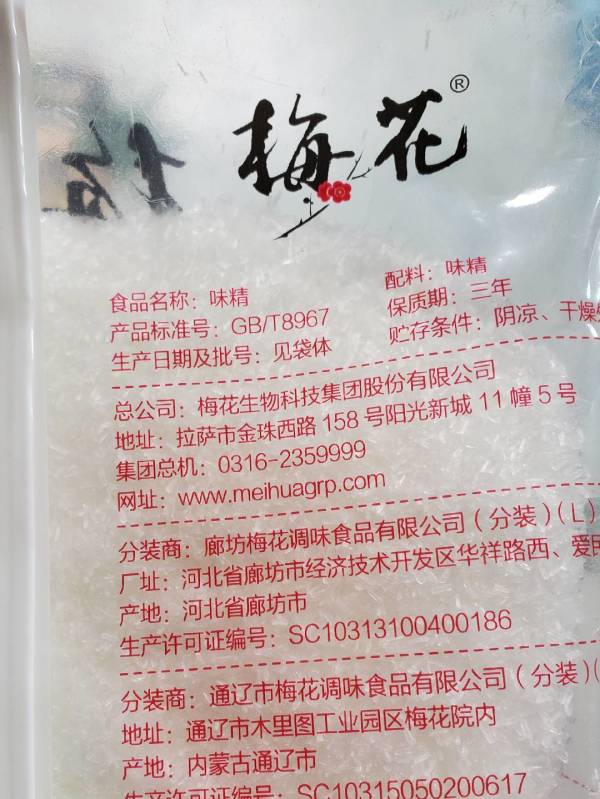 梅花®
食品名称：味精
配料：味精
产品标准号：GB/T8967
保质期：三年
生产日期及批号：见袋体
贮存条件：阴凉、干燥
总公司：梅花生物科技集团股份有限公司
地址：拉萨市金珠西路158号阳光新城11幢5号
集团总机：0316-2359999
网址：www.meihuagrp.com
分装商：廊坊梅花调味食品有限公司（分装）（L）
厂址：河北省廊坊市经济技术开发区华祥路西、爱民
产地：河北省廊坊市
生产许可证编号：SC10313100400186
分装商：通辽市梅花调味食品有限公司（分装）（
地址：通辽市木里图工业园区梅花院内
产地：内蒙古通辽市
生产许可证编号：SC10315050200617